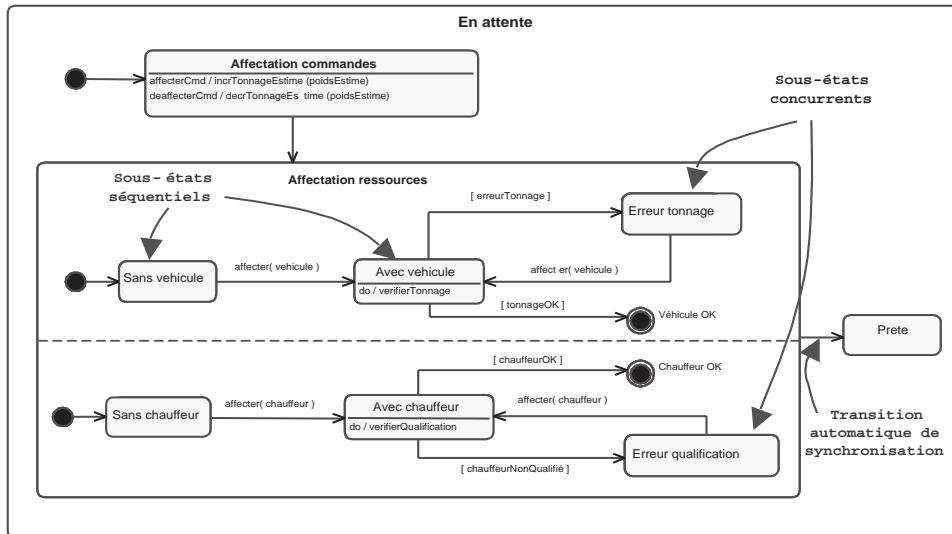 En attente
Affectation commandes
affecterCmd / incrTonnageEstime (poidsEstime)
deaffecterCmd / decrTonnageEs time (poidsEstime)
Sous-états
concurrents
Affectation ressources
Sous- états
séquentiels
[ erreurTonnage ]
Erreur tonnage
Sans vehicule
affecter( vehicule )
Avec vehicule
do / verifierTonnage
affect er( vehicule )
[ tonnageOK ]
Véhicule OK
Prete
[ chauffeurOK ]
Chauffeur OK
Sans chauffeur
affecter( chauffeur )
Avec chauffeur
do / verifierQualification
affecter( chauffeur )
[ chauffeurNonQualifié ]
Erreur qualification
Transition
automatique de
synchronisation